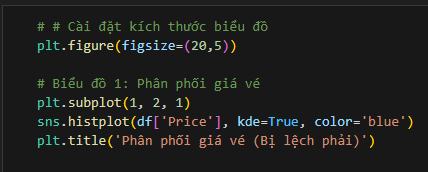 # # Cài đặt kích thước biểu đồ
plt.figure(figsize=(20,5))

# Biểu đồ 1: Phân phối giá vé
plt.subplot(1, 2, 1)
sns.histplot(df['Price'], kde=True, color='blue')
plt.title('Phân phối giá vé (Bị lệch phải)')